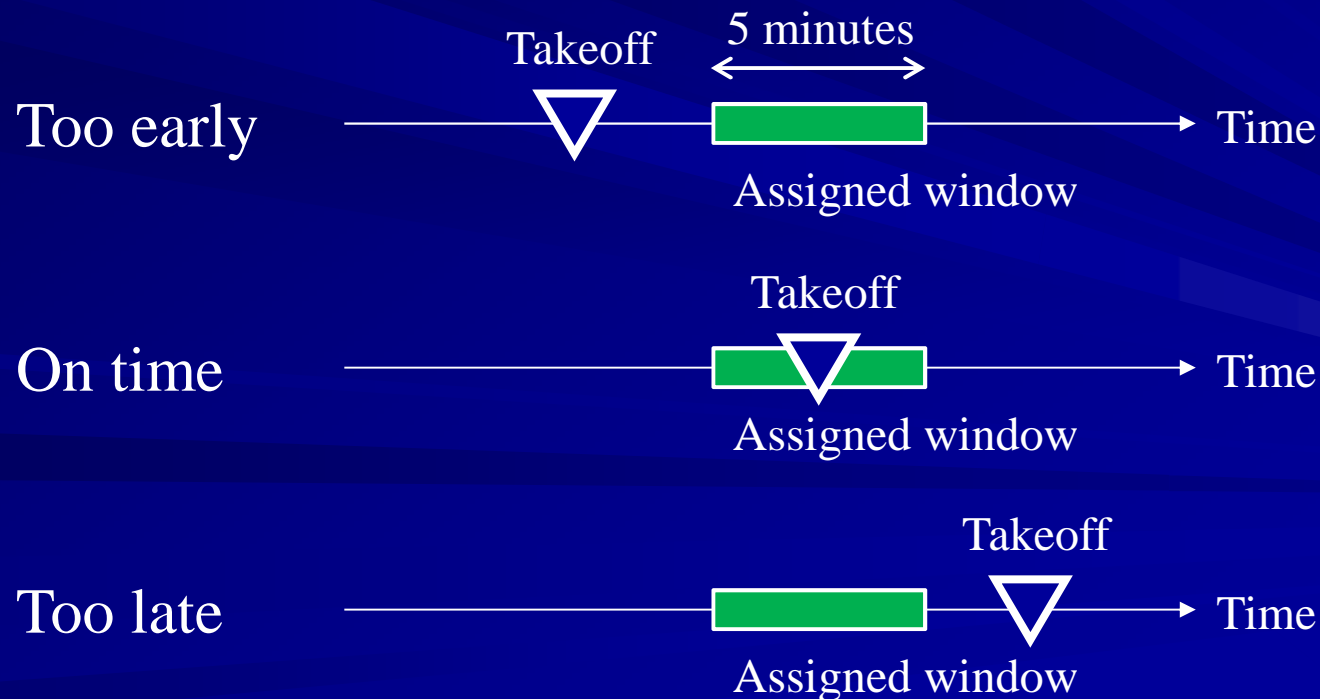 Takeoff
5 minutes
Too early
Time
Assigned window
Takeoff
On time
Time
Assigned window
Takeoff
Too late
Time
Assigned window